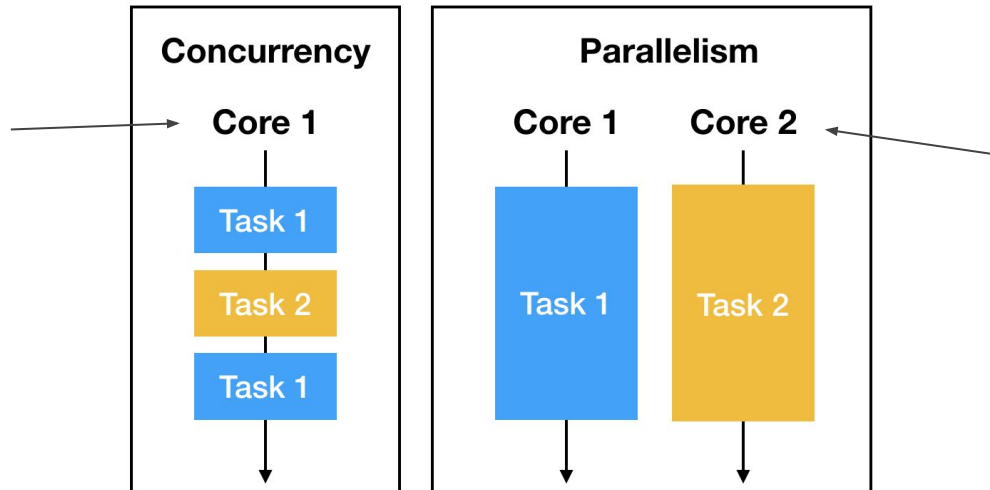 Concurrency
Core 1
Task 1
Task 2
Task 1
Parallelism
Core 1 Core 2
Task 1 Task 2